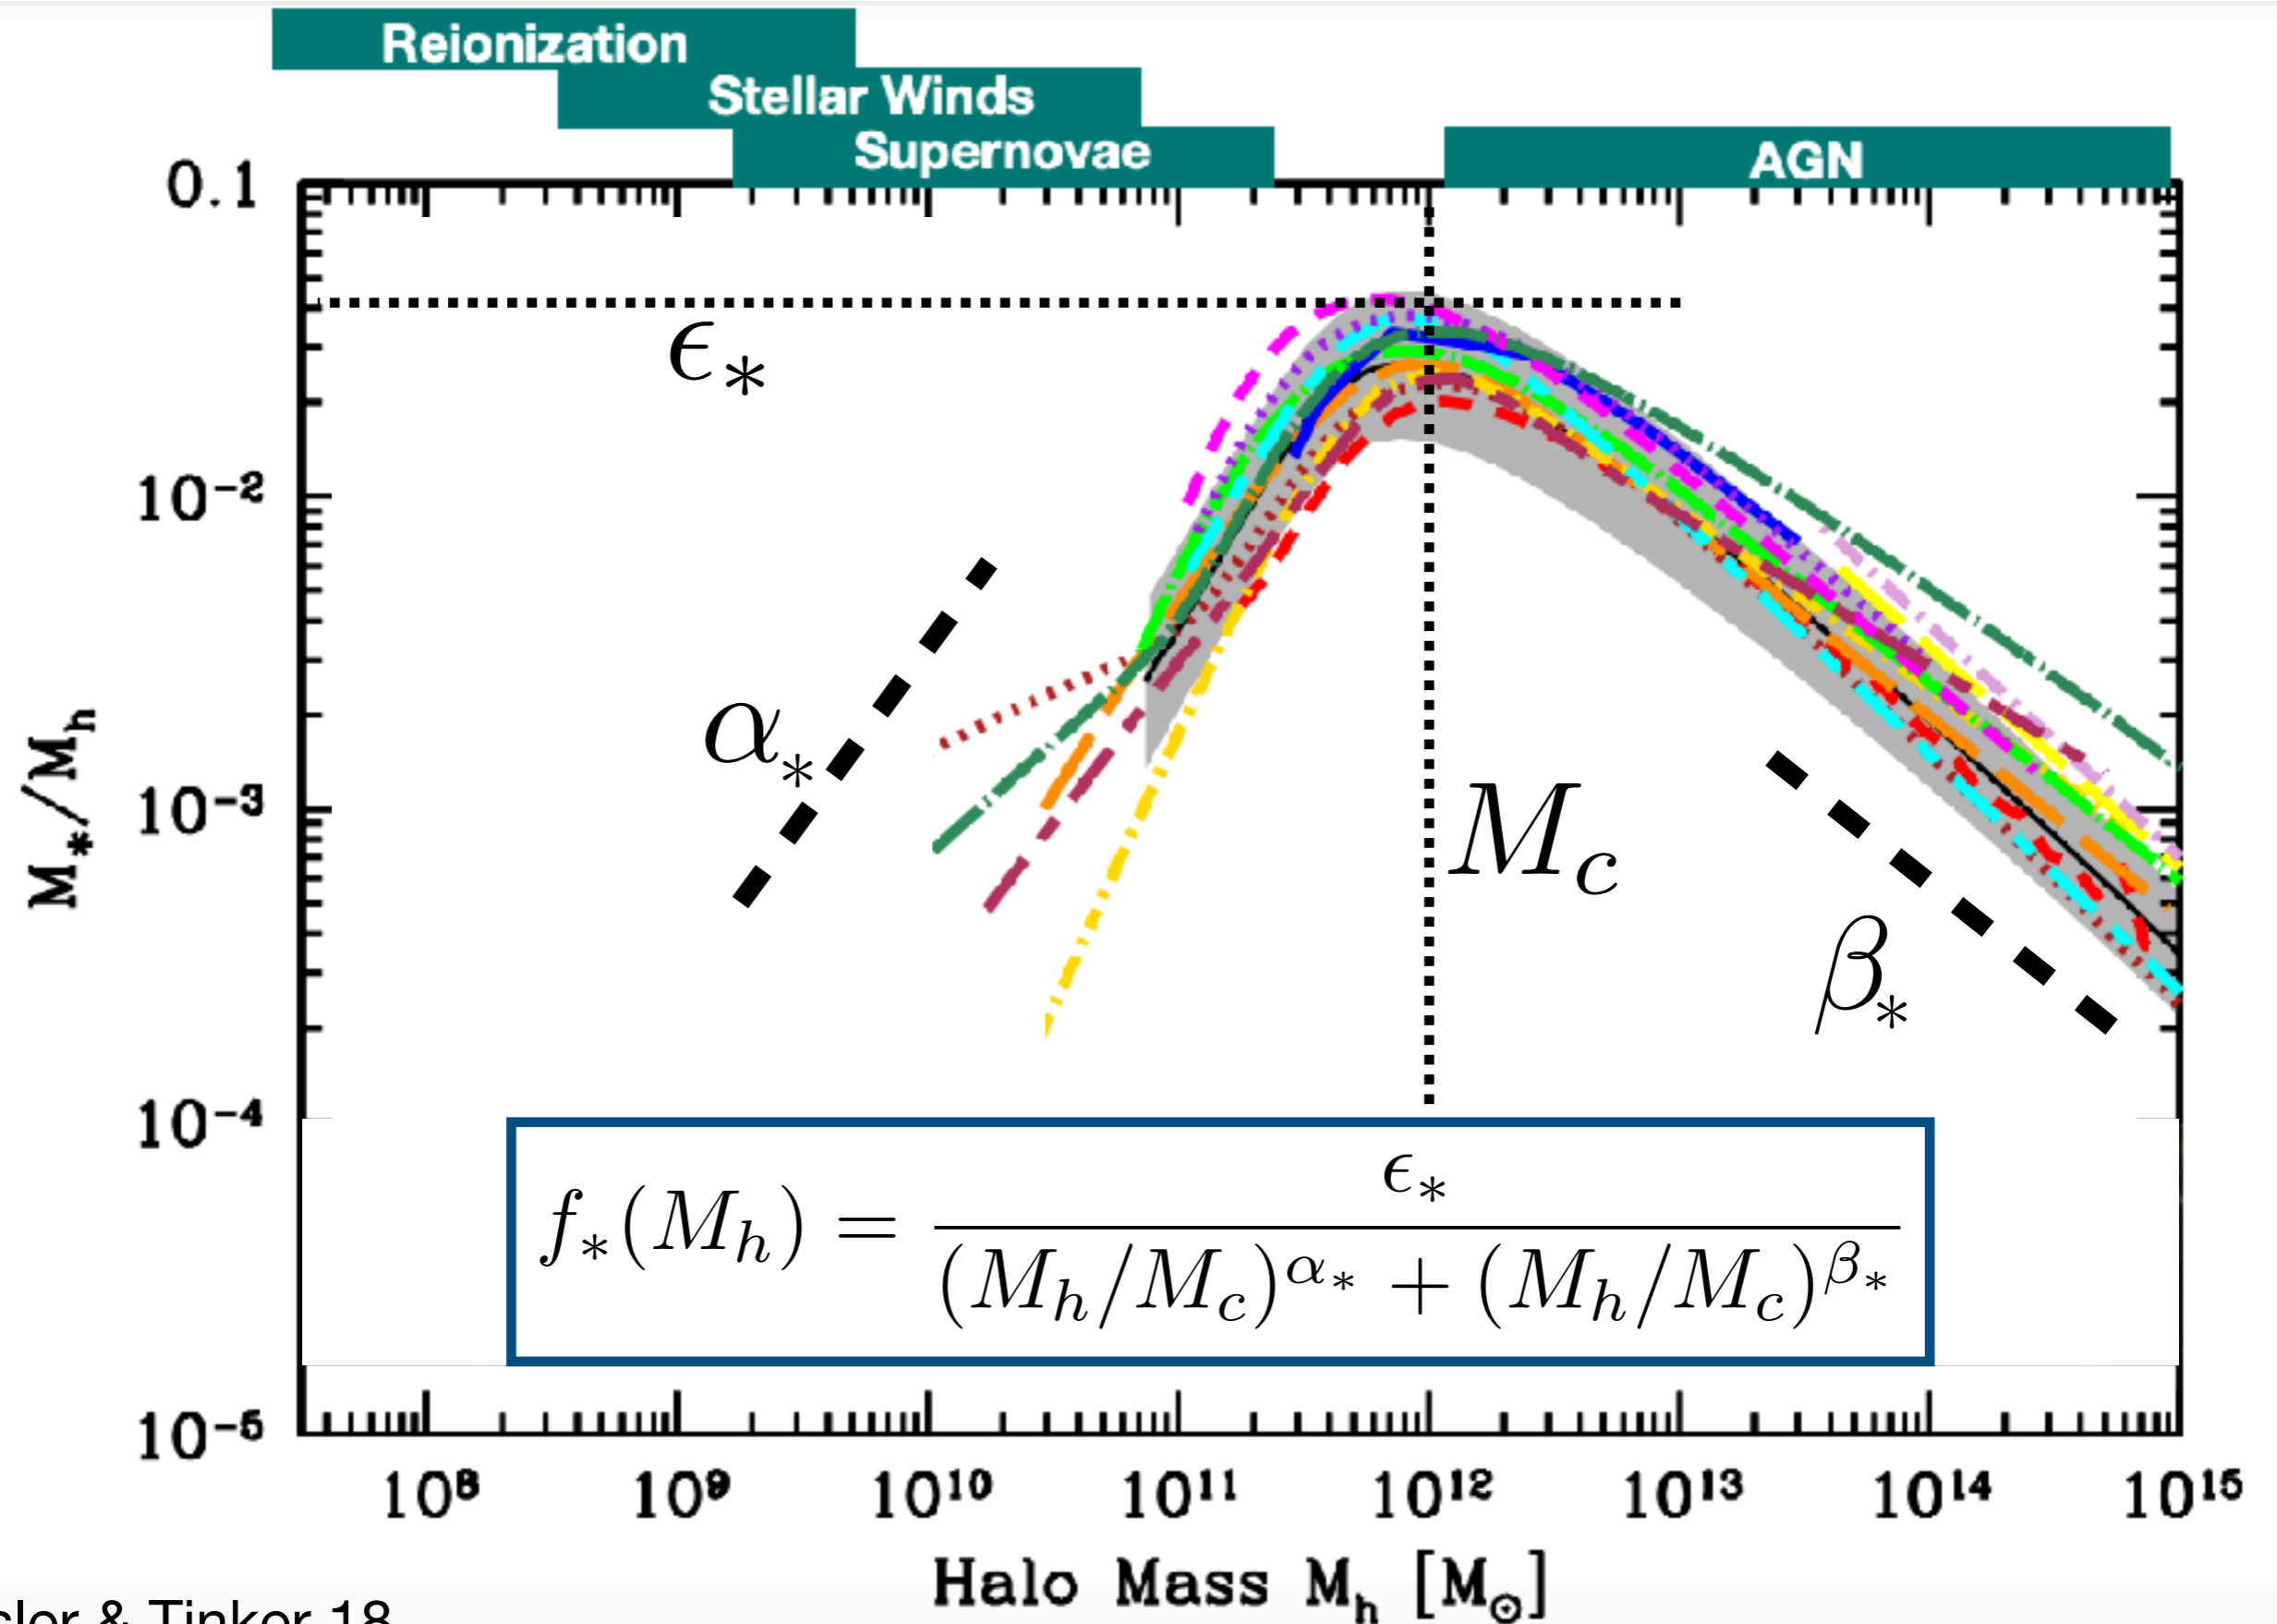 Reionization
Stellar Winds
Supernovae
AGN
0.1
ϵ*
10⁻²
α*
M*/Mh
10⁻³
Mc
β*
10⁻⁴
f*(Mh) = ϵ* / ((Mh/Mc)^α* + (Mh/Mc)^β*)
10⁻⁵
10⁸ 10⁹ 10¹⁰ 10¹¹ 10¹² 10¹³ 10¹⁴ 10¹⁵
Halo Mass Mh [M⊙]
& Tinker 18